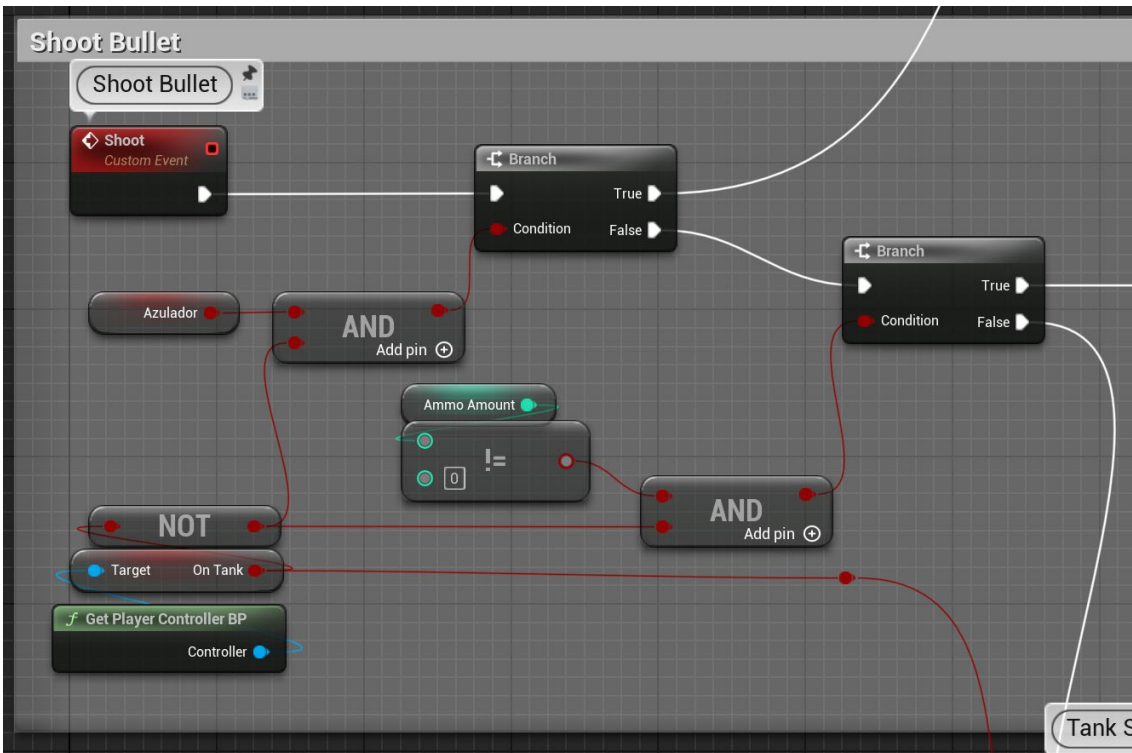 Shoot Bullet
Shoot Bullet
Shoot
Custom Event
Branch
True
Condition
False
Branch
True
Condition
False
Azulador
AND
Add pin
Ammo Amount
!=
0
AND
Add pin
NOT
Target
On Tank
f Get Player Controller BP
Controller
Tank S